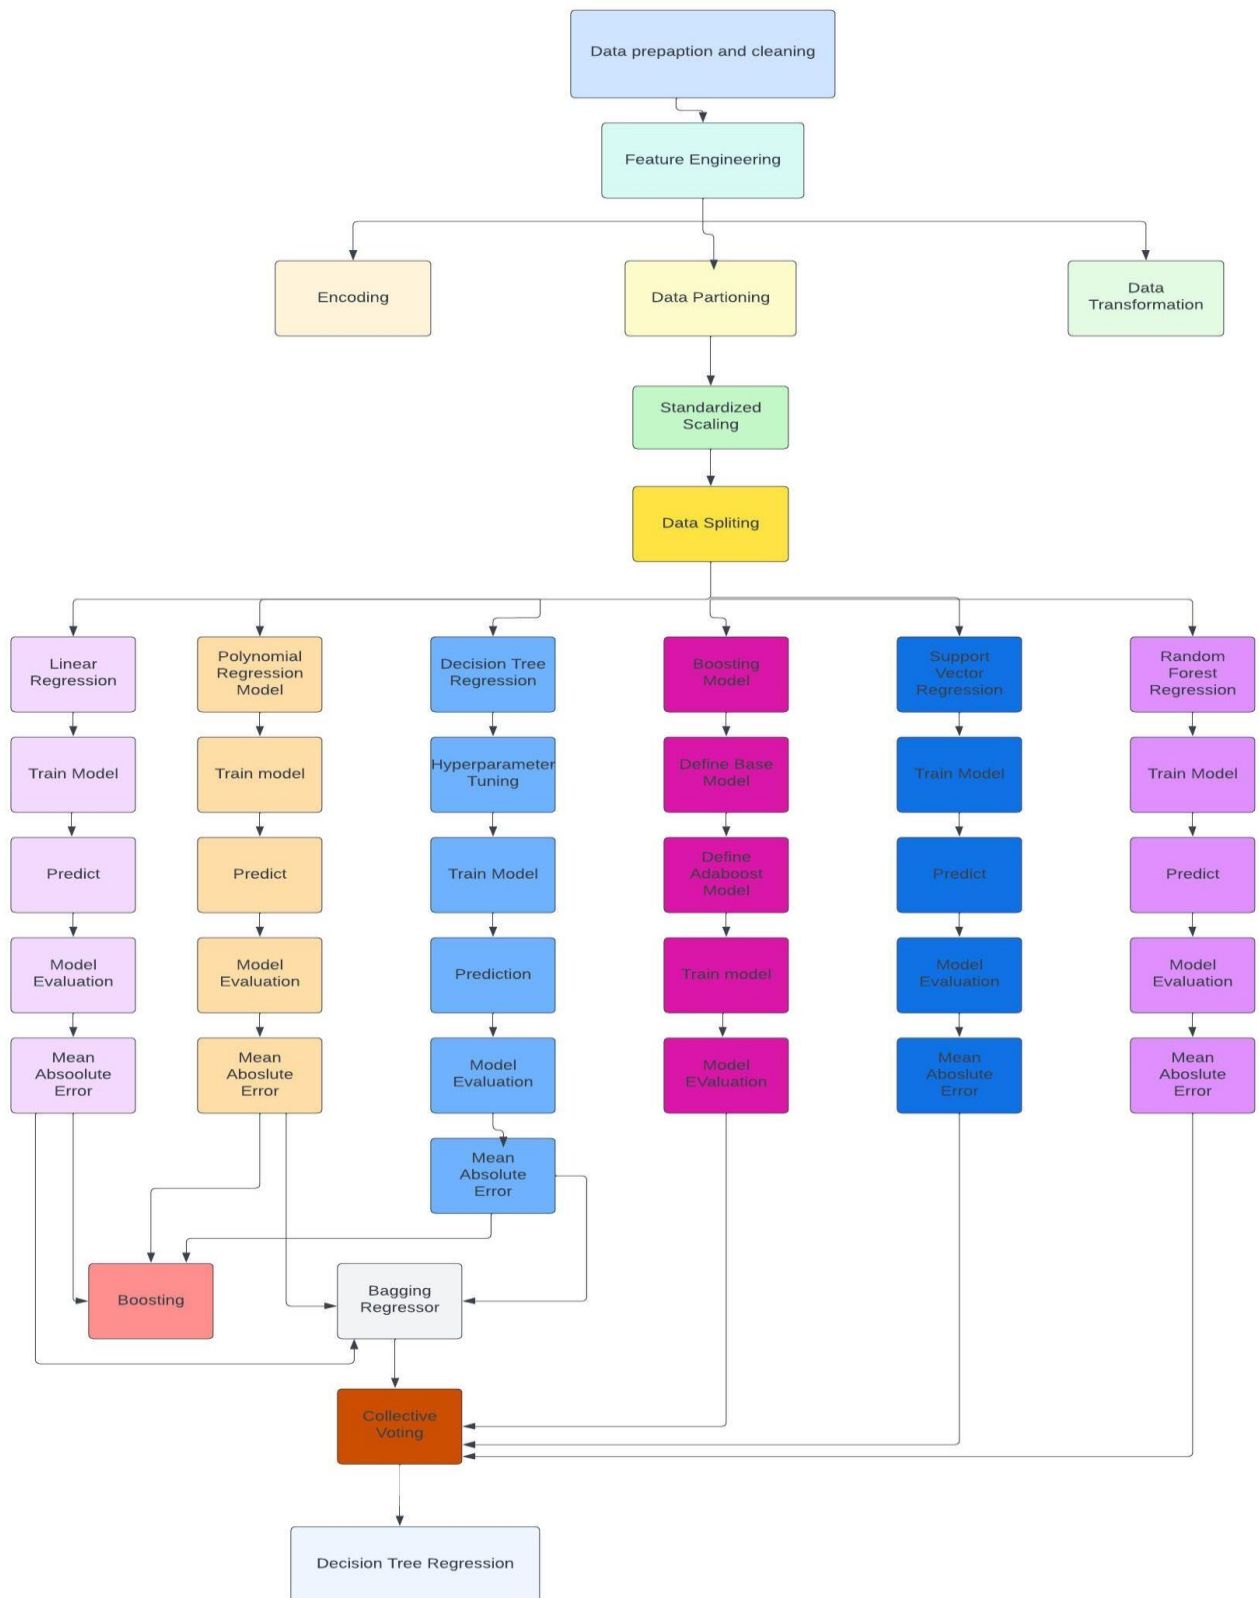 Data prepaption and cleaning
Feature Engineering
Encoding
Data Partioning
Data
Transformation
Standardized
Scaling
Data Spliting
Linear
Regression
Polynomial
Regression
Model
Decision Tree
Regression
Boosting
Model
Support
Vector
Regression
Random
Forest
Regression
Train Model
Train model
Hyperparameter
Tuning
Define Base
Model
Train Model
Train Model
Predict
Predict
Train Model
Define
Adaboost
Model
Predict
Predict
Model
Evaluation
Model
Evaluation
Prediction
Train model
Model
Evaluation
Model
Evaluation
Mean
Absoolute
Error
Mean
Aboslute
Error
Model
Evaluation
Model
EValuation
Mean
Aboslute
Error
Mean
Aboslute
Error
Mean
Absolute
Error
Boosting
Bagging
Regressor
Collective
Voting
Decision Tree Regression